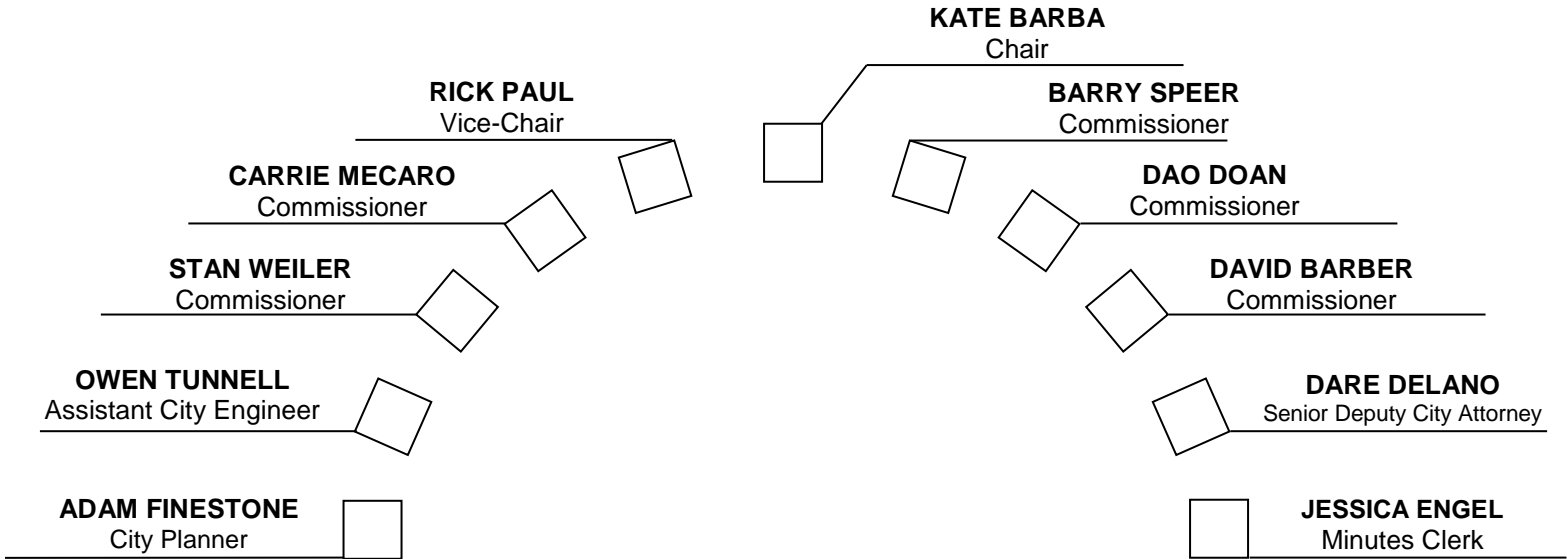 KATE BARBA
Chair
RICK PAUL
Vice-Chair
BARRY SPEER
Commissioner
CARRIE MECARO
Commissioner
DAO DOAN
Commissioner
STAN WEILER
Commissioner
DAVID BARBER
Commissioner
OWEN TUNNELL
Assistant City Engineer
DARE DELANO
Senior Deputy City Attorney
ADAM FINESTONE
City Planner
JESSICA ENGEL
Minutes Clerk